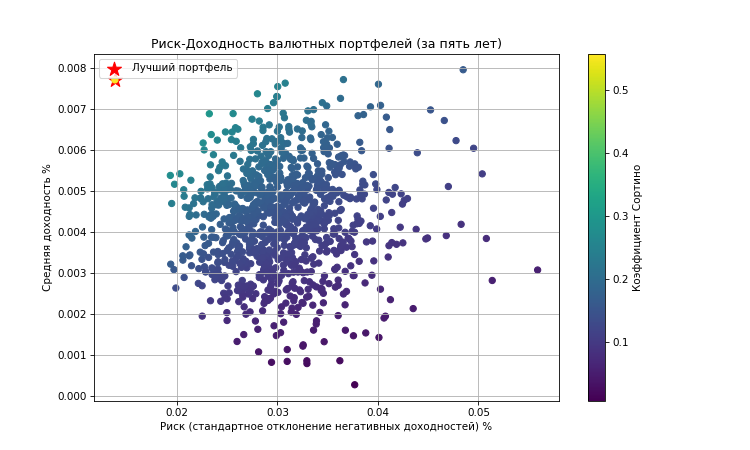 Риск-Доходность валютных портфелей (за пять лет)
Лучший портфель
0.008
0.007
0.006
0.005
0.004
0.003
0.002
0.001
0.000
Средняя доходность %
0.02 0.03 0.04 0.05
Риск (стандартное отклонение негативных доходностей) %
0.5
0.4
0.3
0.2
0.1
Коэффициент Сортино